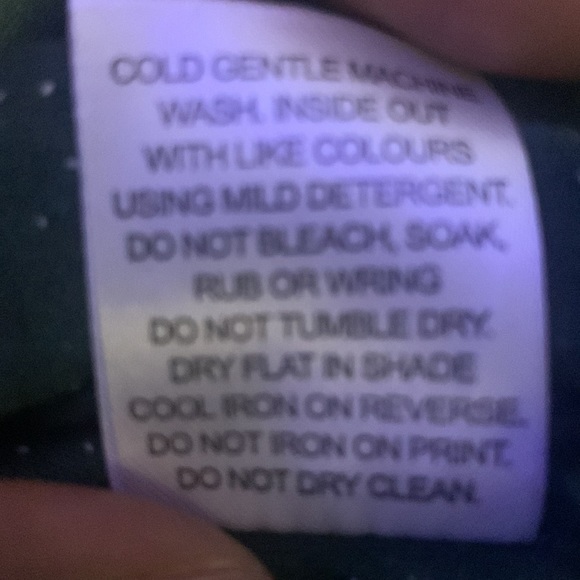 COLD GENTLE MACHINE
WASH. INSIDE OUT
WITH LIKE COLOURS
USING MILD DETERGENT.
DO NOT BLEACH, SOAK,
RUB OR WRING
DO NOT TUMBLE DRY.
DRY FLAT IN SHADE
COOL IRON ON REVERSE.
DO NOT IRON ON PRINT.
DO NOT DRY CLEAN.